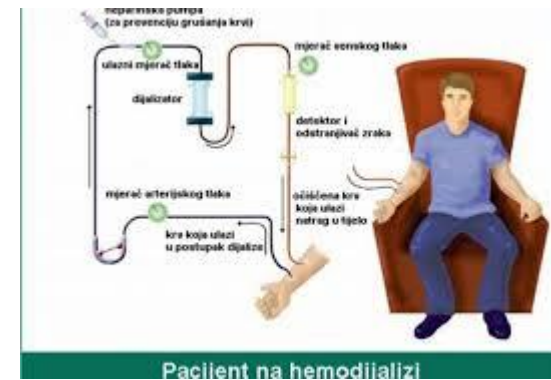 heparinska pumpa
(za prevenciju grušanja krvi)
mjerač venskog tlaka
ulazni mjerač tlaka
dijalizator
detektor i
odstranjivač zraka
mjerač arterijskog tlaka
očišćena krv
koja ulazi
natrag u tijelo
krv koja ulazi
u postupak dijalize
Pacijent na hemodijalizi